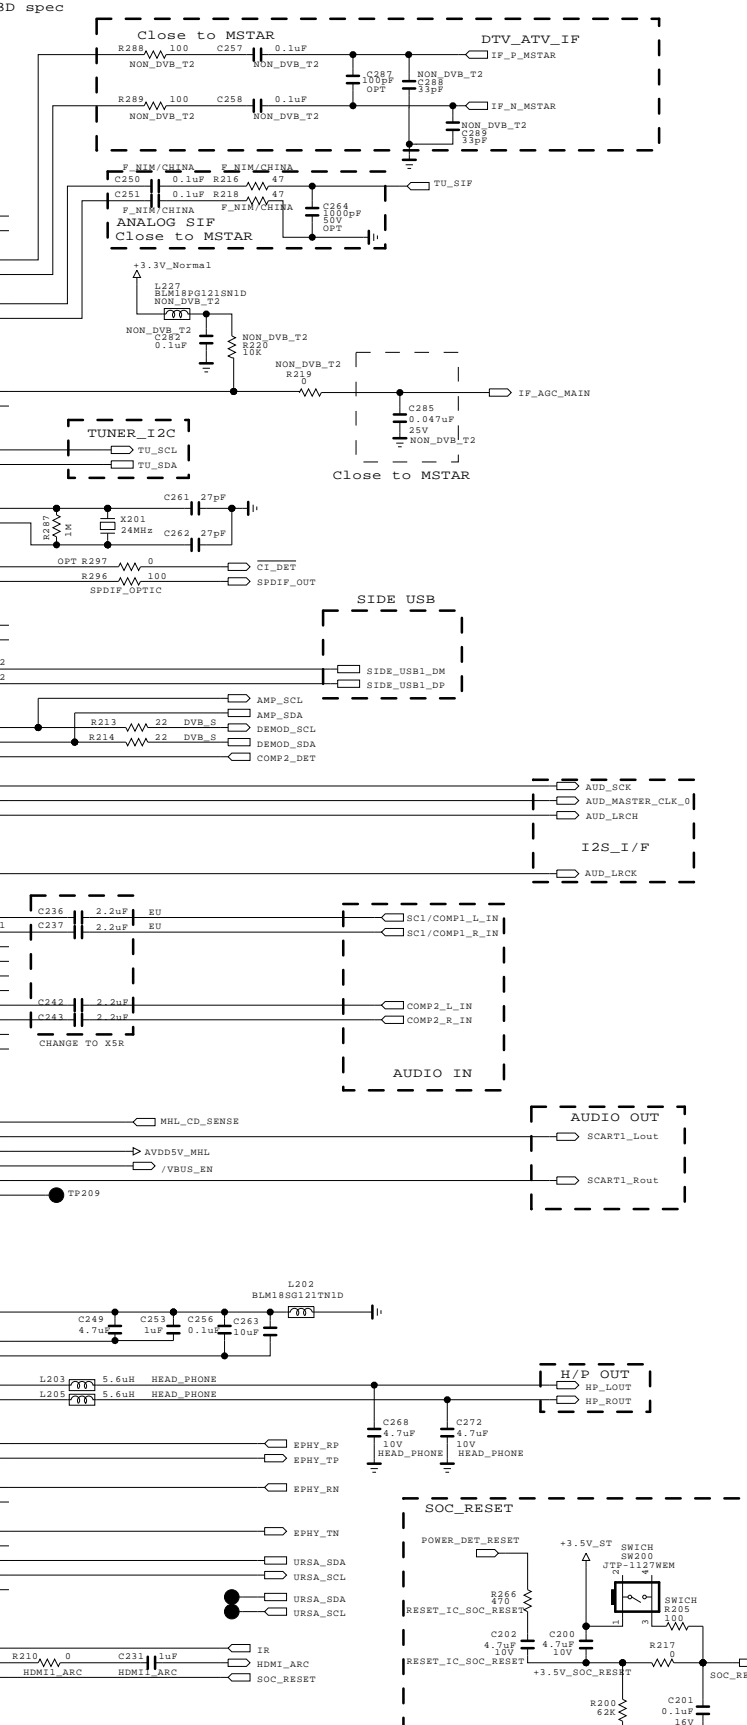 3D spec
Close to MSTAR
DTV_ATV_IF
R288 100 C257 0.1uF
NON_DVB_T2 NON_DVB_T2
IF_P_MSTAR
C287
100pF
OPT
NON_DVB_T2
C288
33pF
R289 100 C258 0.1uF
NON_DVB_T2 NON_DVB_T2
IF_N_MSTAR
NON_DVB_T2
C289
33pF
F_NIM/CHINA F_NIM/CHINA
C250 0.1uF R216 47
TU_SIF
C251 0.1uF R218 47
F_NIM/CHINA F_NIM/CHINA
C264
1000pF
50V
OPT
ANALOG SIF
Close to MSTAR
+3.3V_Normal
L227
BLM18PG121SN1D
NON_DVB_T2
NON_DVB_T2
C282
0.1uF
NON_DVB_T2
R220
10K
NON_DVB_T2
R219
0
IF_AGC_MAIN
C285
0.047uF
25V
NON_DVB_T2
Close to MSTAR
TUNER_I2C
TU_SCL
TU_SDA
C261 27pF
R287
1M
X201
24MHz
C262 27pF
OPT R297 0
CI_DET
R296 100
SPDIF_OUT
SPDIF_OPTIC
SIDE USB
2
SIDE_USB1_DM
2
SIDE_USB1_DP
AMP_SCL
AMP_SDA
R213 22 DVB_S
DEMOD_SCL
R214 22 DVB_S
DEMOD_SDA
COMP2_DET
AUD_SCK
AUD_MASTER_CLK_0
AUD_LRCH
I2S_I/F
AUD_LRCK
C236 2.2uF EU
SC1/COMP1_L_IN
1
C237 2.2uF EU
SC1/COMP1_R_IN
C242 2.2uF
COMP2_L_IN
C243 2.2uF
COMP2_R_IN
CHANGE TO X5R
AUDIO IN
MHL_CD_SENSE
AUDIO OUT
SCART1_Lout
AVDD5V_MHL
/VBUS_EN
SCART1_Rout
TP209
L202
BLM18SG121TN1D
C249
4.7uF
C253
1uF
C256
0.1uF
C263
10uF
H/P OUT
L203 5.6uH HEAD_PHONE
HP_LOUT
L205 5.6uH HEAD_PHONE
HP_ROUT
C268
4.7uF
10V
HEAD_PHONE
C272
4.7uF
10V
HEAD_PHONE
EPHY_RP
EPHY_TP
EPHY_RN
EPHY_TN
URSA_SDA
URSA_SCL
URSA_SDA
URSA_SCL
SOC_RESET
POWER_DET_RESET
+3.5V_ST
SWICH
SW200
JTP-1127WEM
2 4
1 3
R266
470
RESET_IC_SOC_RESET
SWICH
R205
100
C202
4.7uF
10V
RESET_IC_SOC_RESET
C200
4.7uF
10V
R217
0
+3.5V_SOC_RESET
SOC_RE
R200
62K
C201
0.1uF
16V
IR
R210 0 C231 1uF
HDMI_ARC
HDMI1_ARC HDMI1_ARC
SOC_RESET